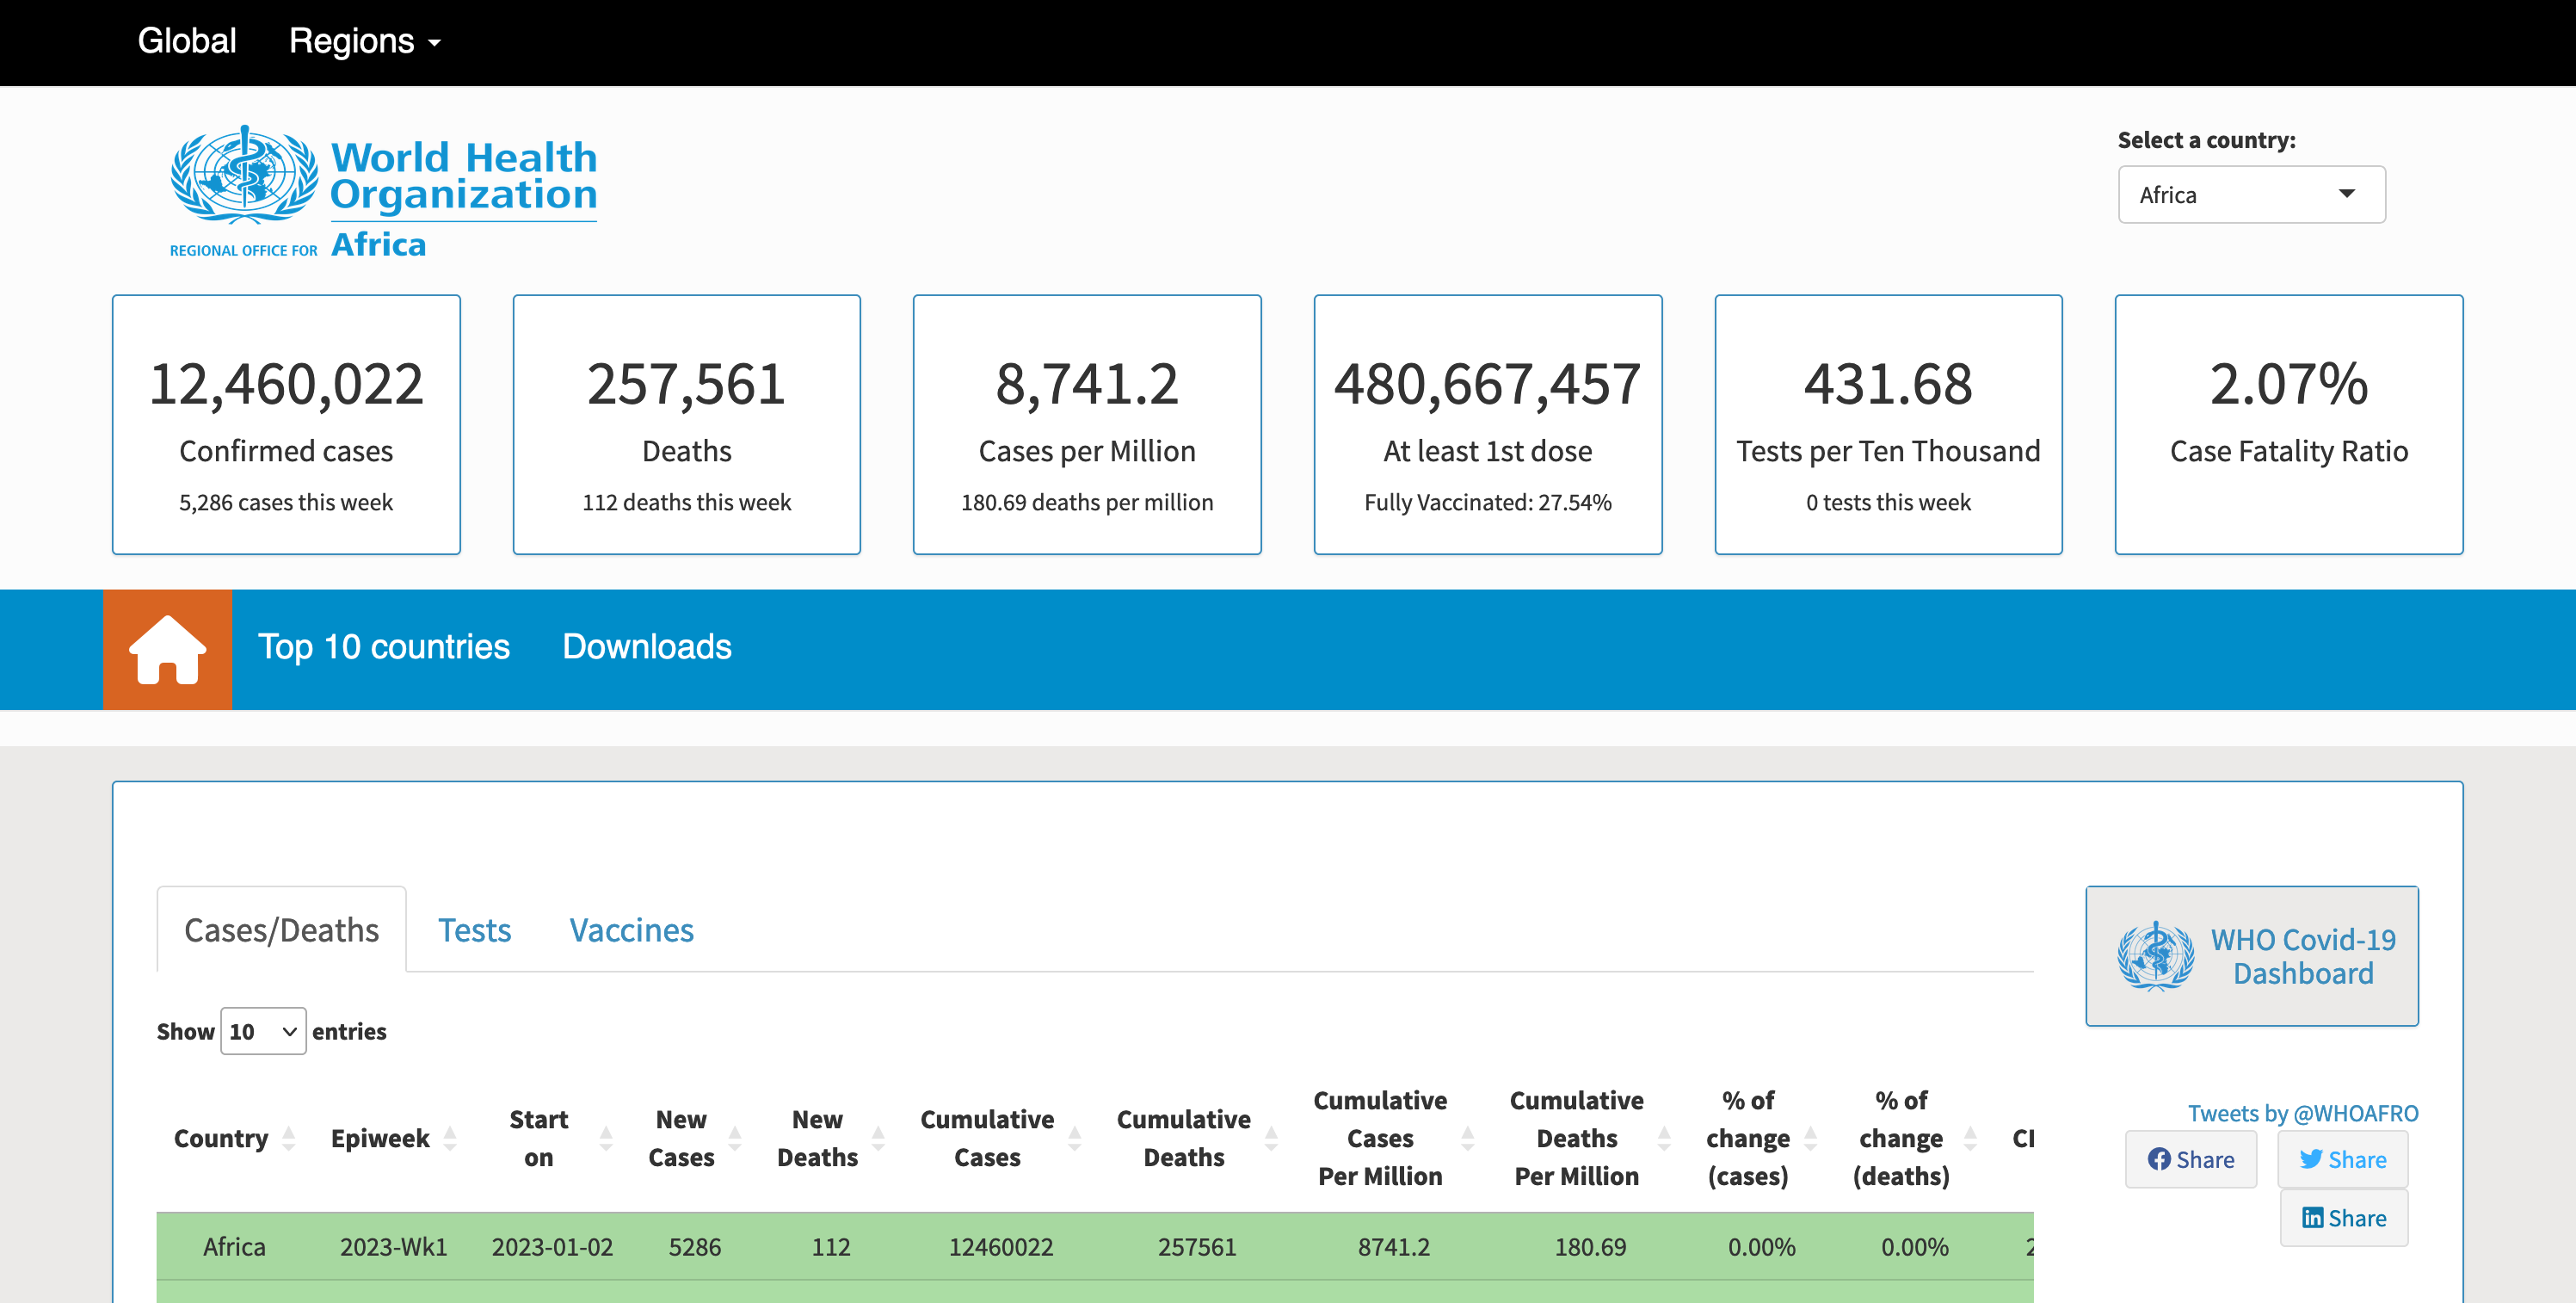 Global Regions
World Health
Organization
REGIONAL OFFICE FOR Africa
Select a country:
Africa
12,460,022
Confirmed cases
5,286 cases this week
257,561
Deaths
112 deaths this week
8,741.2
Cases per Million
180.69 deaths per million
480,667,457
At least 1st dose
Fully Vaccinated: 27.54%
431.68
Tests per Ten Thousand
0 tests this week
2.07%
Case Fatality Ratio
Top 10 countries Downloads
Cases/Deaths Tests Vaccines
Show 10 entries
Country
Epiweek
Start
on
New
Cases
New
Deaths
Cumulative
Cases
Cumulative
Deaths
Cumulative
Cases
Per Million
Cumulative
Deaths
Per Million
% of
change
(cases)
% of
change
(deaths)
Africa 2023-Wk1 2023-01-02 5286 112 12460022 257561 8741.2 180.69 0.00% 0.00%
WHO Covid-19
Dashboard
Tweets by @WHOAFRO
Share Share
in Share